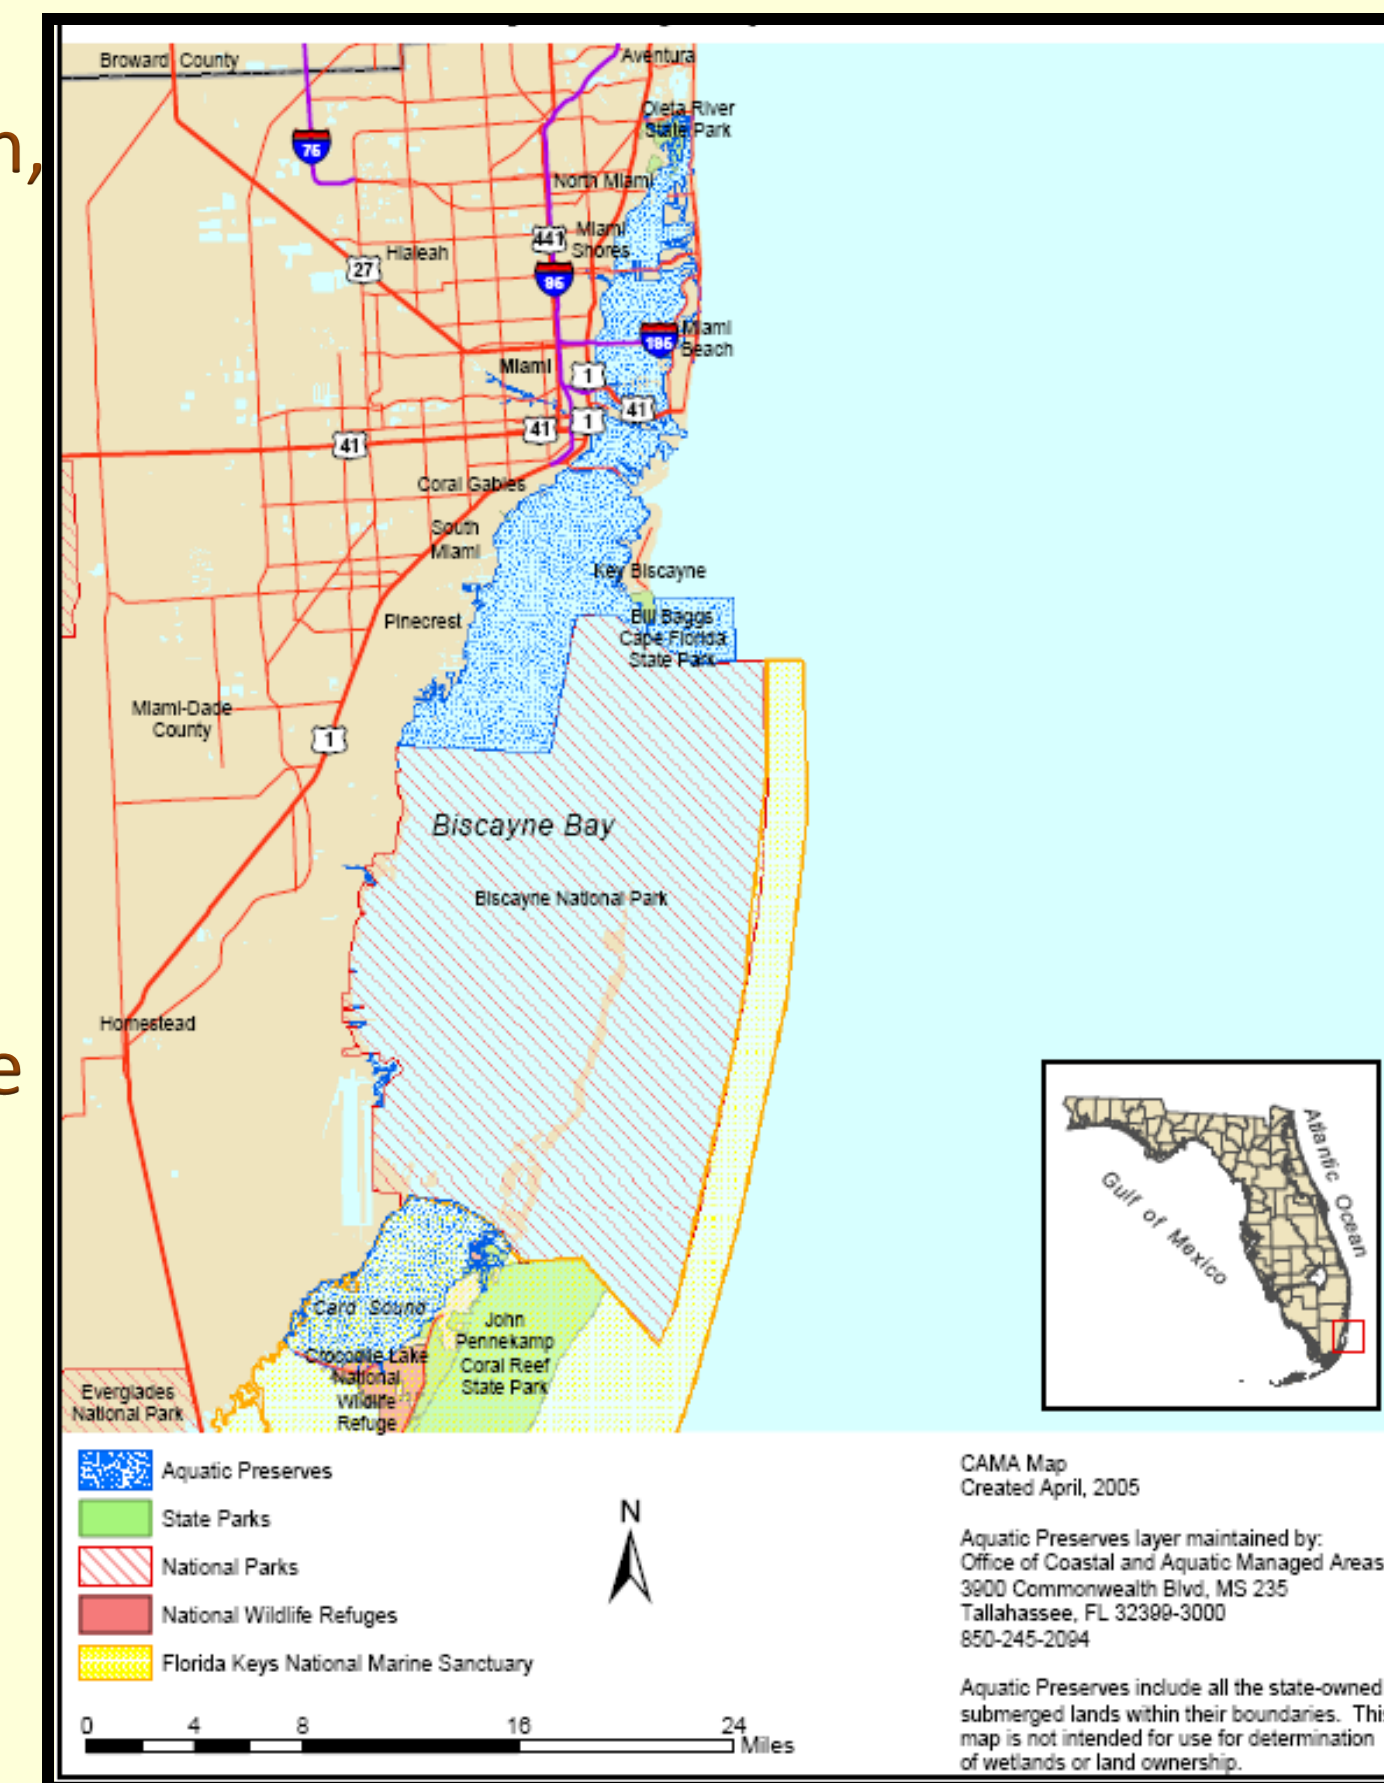 n,
e
Broward County
Aventura
Oleta River
State Park
75
North Miami
441
Miami
Shores
Hialeah
27
95
195
Miami
Beach
Miami
1
41
1
41
41
Coral Gables
South
Miami
Key Biscayne
Pinecrest
Bill Baggs
Cape Florida
State Park
Miami-Dade
County
1
Biscayne Bay
Biscayne National Park
Homestead
Card Sound
John
Pennekamp
Coral Reef
State Park
Crocodile Lake
National
Wildlife
Refuge
Everglades
National Park
Gulf of Mexico
Atlantic Ocean
Aquatic Preserves
State Parks
National Parks
National Wildlife Refuges
Florida Keys National Marine Sanctuary
N
0 4 8 16 24
Miles
CAMA Map
Created April, 2005
Aquatic Preserves layer maintained by:
Office of Coastal and Aquatic Managed Areas
3900 Commonwealth Blvd, MS 235
Tallahassee, FL 32399-3000
850-245-2094
Aquatic Preserves include all the state-owned
submerged lands within their boundaries. This
map is not intended for use for determination
of wetlands or land ownership.